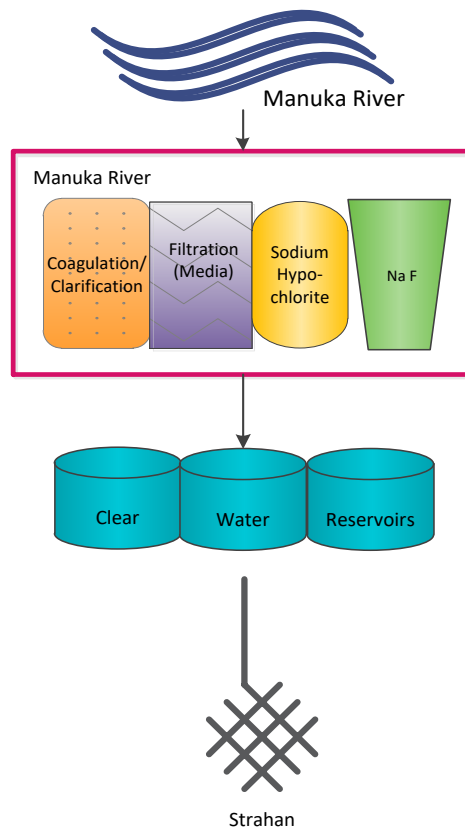 Manuka River
Manuka River
Coagulation/
Clarification
Filtration
(Media)
Sodium
Hypo-
chlorite
Na F
Clear
Water
Reservoirs
Strahan